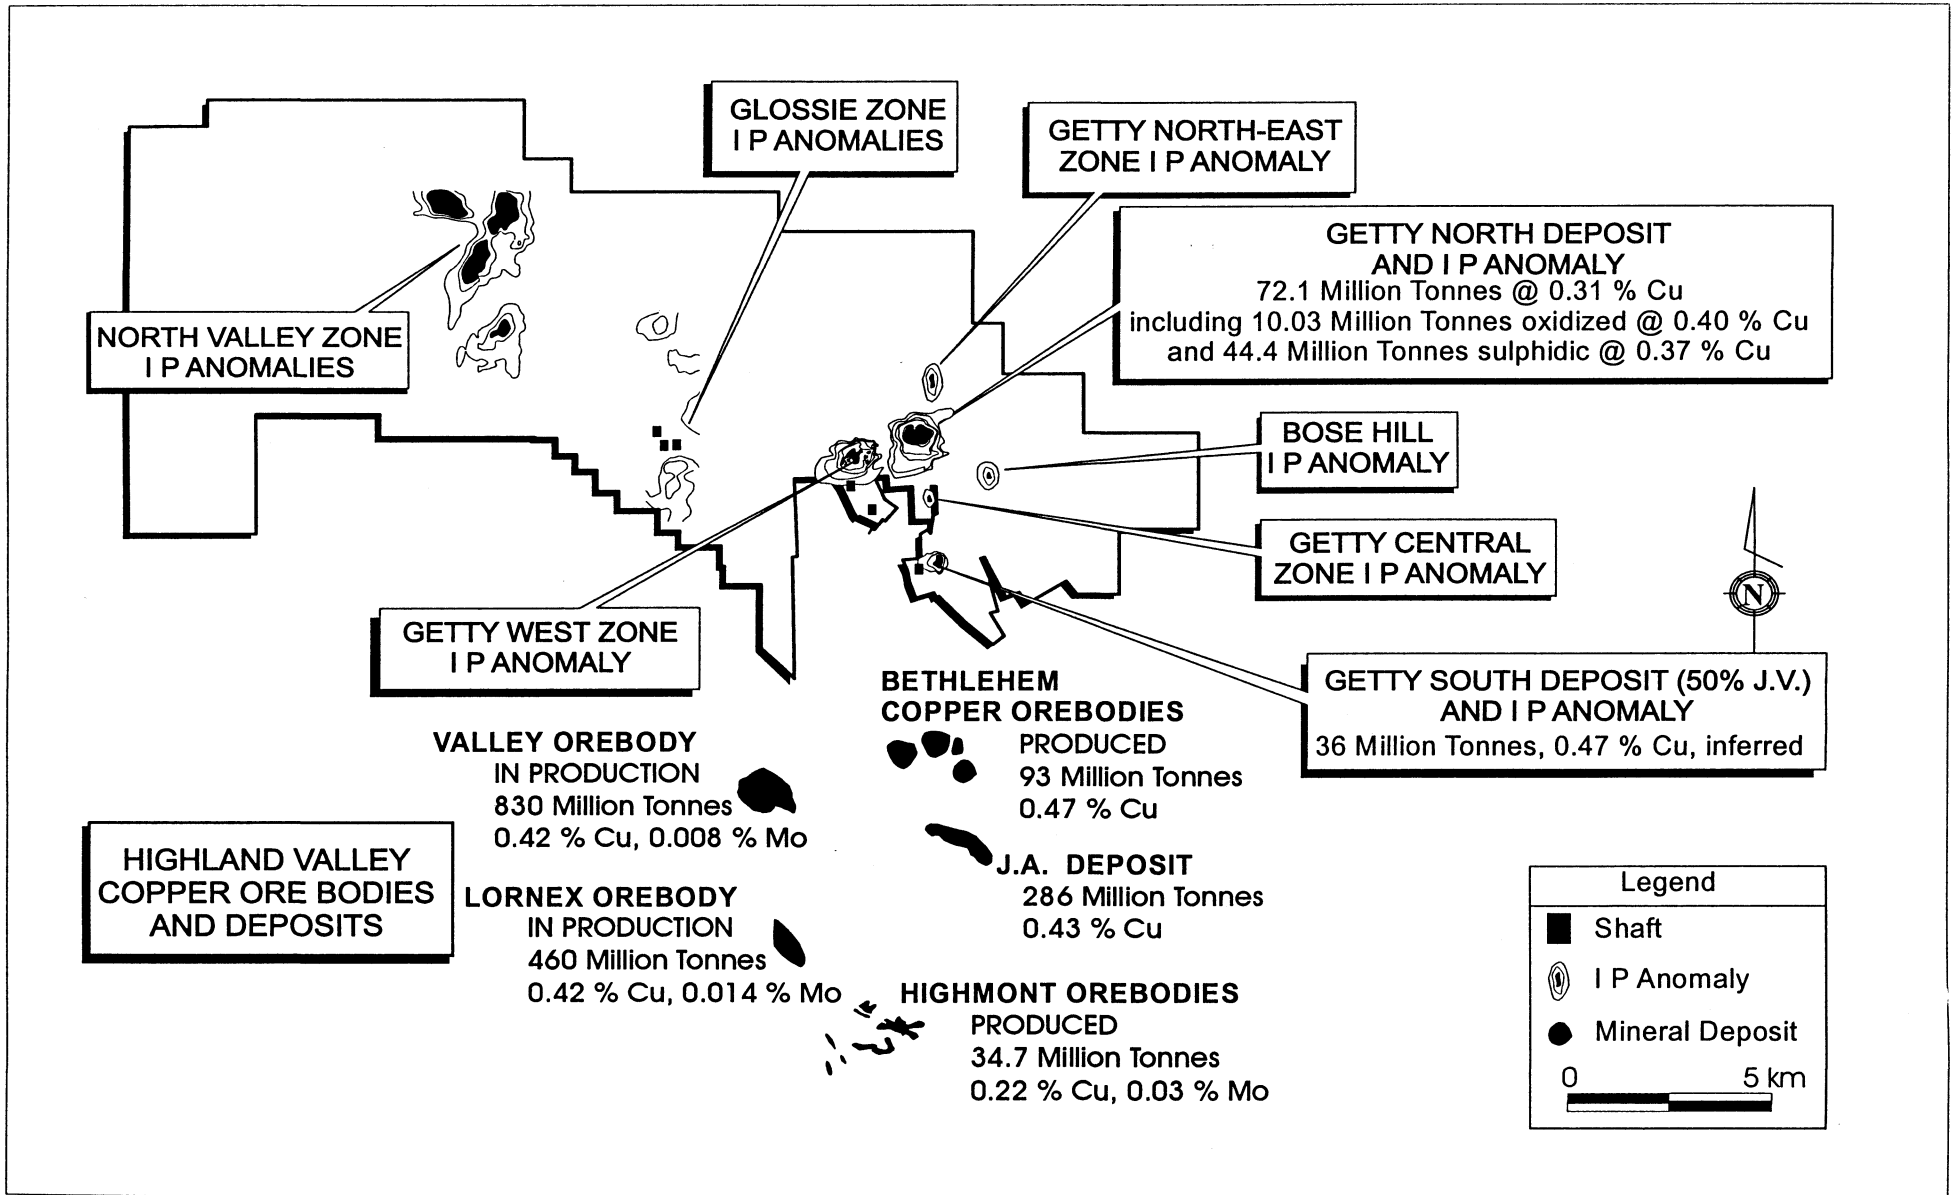 GLOSSIE ZONE
I P ANOMALIES
GETTY NORTH-EAST
ZONE I P ANOMALY
GETTY NORTH DEPOSIT
AND I P ANOMALY
72.1 Million Tonnes @ 0.31 % Cu
including 10.03 Million Tonnes oxidized @ 0.40 % Cu
and 44.4 Million Tonnes sulphidic @ 0.37 % Cu
NORTH VALLEY ZONE
I P ANOMALIES
BOSE HILL
I P ANOMALY
GETTY CENTRAL
ZONE I P ANOMALY
N
GETTY WEST ZONE
I P ANOMALY
GETTY SOUTH DEPOSIT (50% J.V.)
AND I P ANOMALY
36 Million Tonnes, 0.47 % Cu, inferred
BETHLEHEM
COPPER OREBODIES
PRODUCED
93 Million Tonnes
0.47 % Cu
VALLEY OREBODY
IN PRODUCTION
830 Million Tonnes
0.42 % Cu, 0.008 % Mo
HIGHLAND VALLEY
COPPER ORE BODIES
AND DEPOSITS
J.A. DEPOSIT
286 Million Tonnes
0.43 % Cu
LORNEX OREBODY
IN PRODUCTION
460 Million Tonnes
0.42 % Cu, 0.014 % Mo
HIGHMONT OREBODIES
PRODUCED
34.7 Million Tonnes
0.22 % Cu, 0.03 % Mo
Legend
Shaft
I P Anomaly
Mineral Deposit
0 5 km